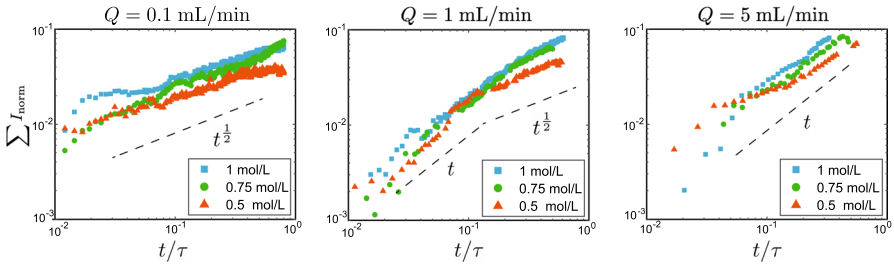 Q = 0.1 mL/min
∑ I_norm
10^-1
10^-2
10^-3
10^-2
10^-1
10^0
t/τ
t^{1/2}
1 mol/L
0.75 mol/L
0.5 mol/L
Q = 1 mL/min
10^-1
10^-2
10^-3
10^-2
10^-1
10^0
t/τ
t
t^{1/2}
1 mol/L
0.75 mol/L
0.5 mol/L
Q = 5 mL/min
10^-1
10^-2
10^-3
10^-2
10^-1
10^0
t/τ
t
1 mol/L
0.75 mol/L
0.5 mol/L